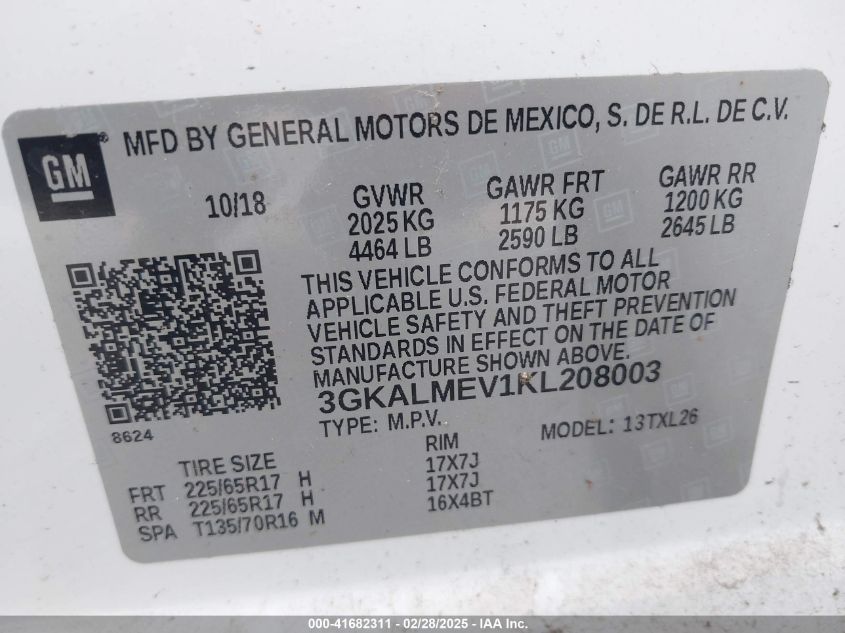 MFD BY GENERAL MOTORS DE MEXICO, S. DE R.L. DE C.V.
GM
10/18
GVWR GAWR FRT GAWR RR
2025 KG 1175 KG 1200 KG
4464 LB 2590 LB 2645 LB
THIS VEHICLE CONFORMS TO ALL
APPLICABLE U.S. FEDERAL MOTOR
VEHICLE SAFETY AND THEFT PREVENTION
STANDARDS IN EFFECT ON THE DATE OF
MANUFACTURE SHOWN ABOVE.
3GKALMEV1KL208003
8624
TYPE: M.P.V. MODEL: 13TXL26
TIRE SIZE RIM
FRT 225/65R17 H 17X7J
RR 225/65R17 H 17X7J
SPA T135/70R16 M 16X4BT
000-41682311 - 02/28/2025 - IAA Inc.